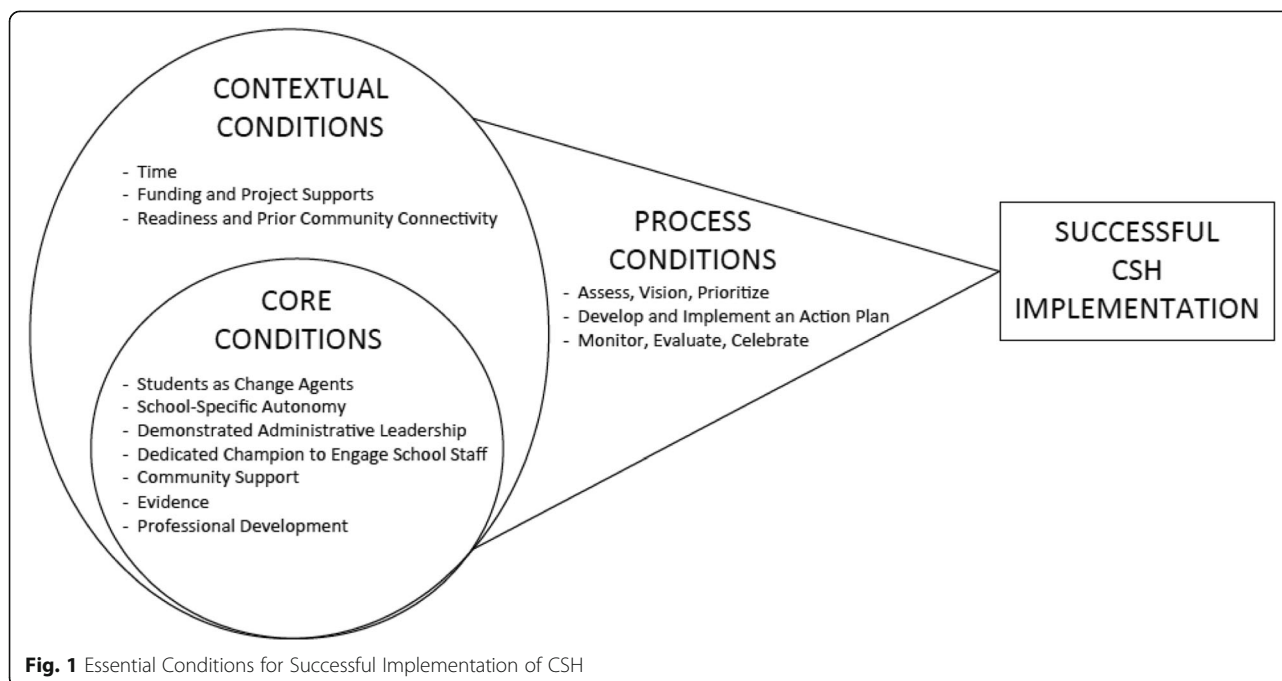 CONTEXTUAL
CONDITIONS
- Time
- Funding and Project Supports
- Readiness and Prior Community Connectivity
CORE
CONDITIONS
- Students as Change Agents
- School-Specific Autonomy
- Demonstrated Administrative Leadership
- Dedicated Champion to Engage School Staff
- Community Support
- Evidence
- Professional Development
PROCESS
CONDITIONS
- Assess, Vision, Prioritize
- Develop and Implement an Action Plan
- Monitor, Evaluate, Celebrate
SUCCESSFUL
CSH
IMPLEMENTATION
Fig. 1 Essential Conditions for Successful Implementation of CSH